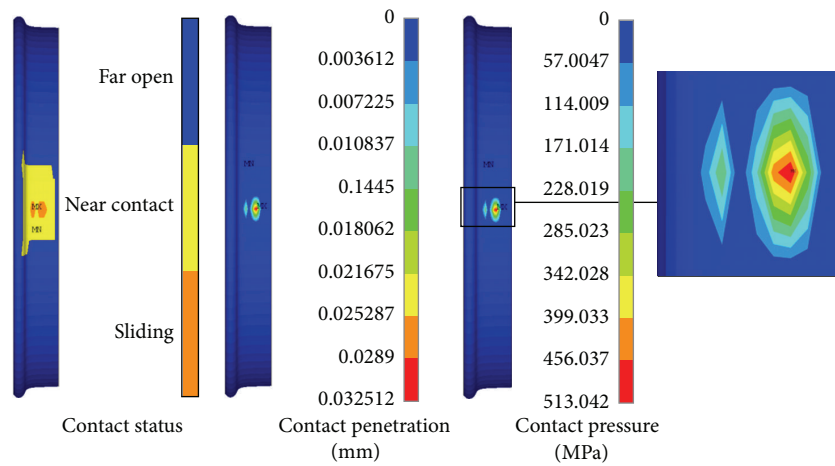 Far open
Near contact
Sliding
MX
MN
Contact status
0
0.003612
0.007225
0.010837
0.1445
0.018062
0.021675
0.025287
0.0289
0.032512
MN
MX
Contact penetration
(mm)
0
57.0047
114.009
171.014
228.019
285.023
342.028
399.033
456.037
513.042
MN
MX
Contact pressure
(MPa)